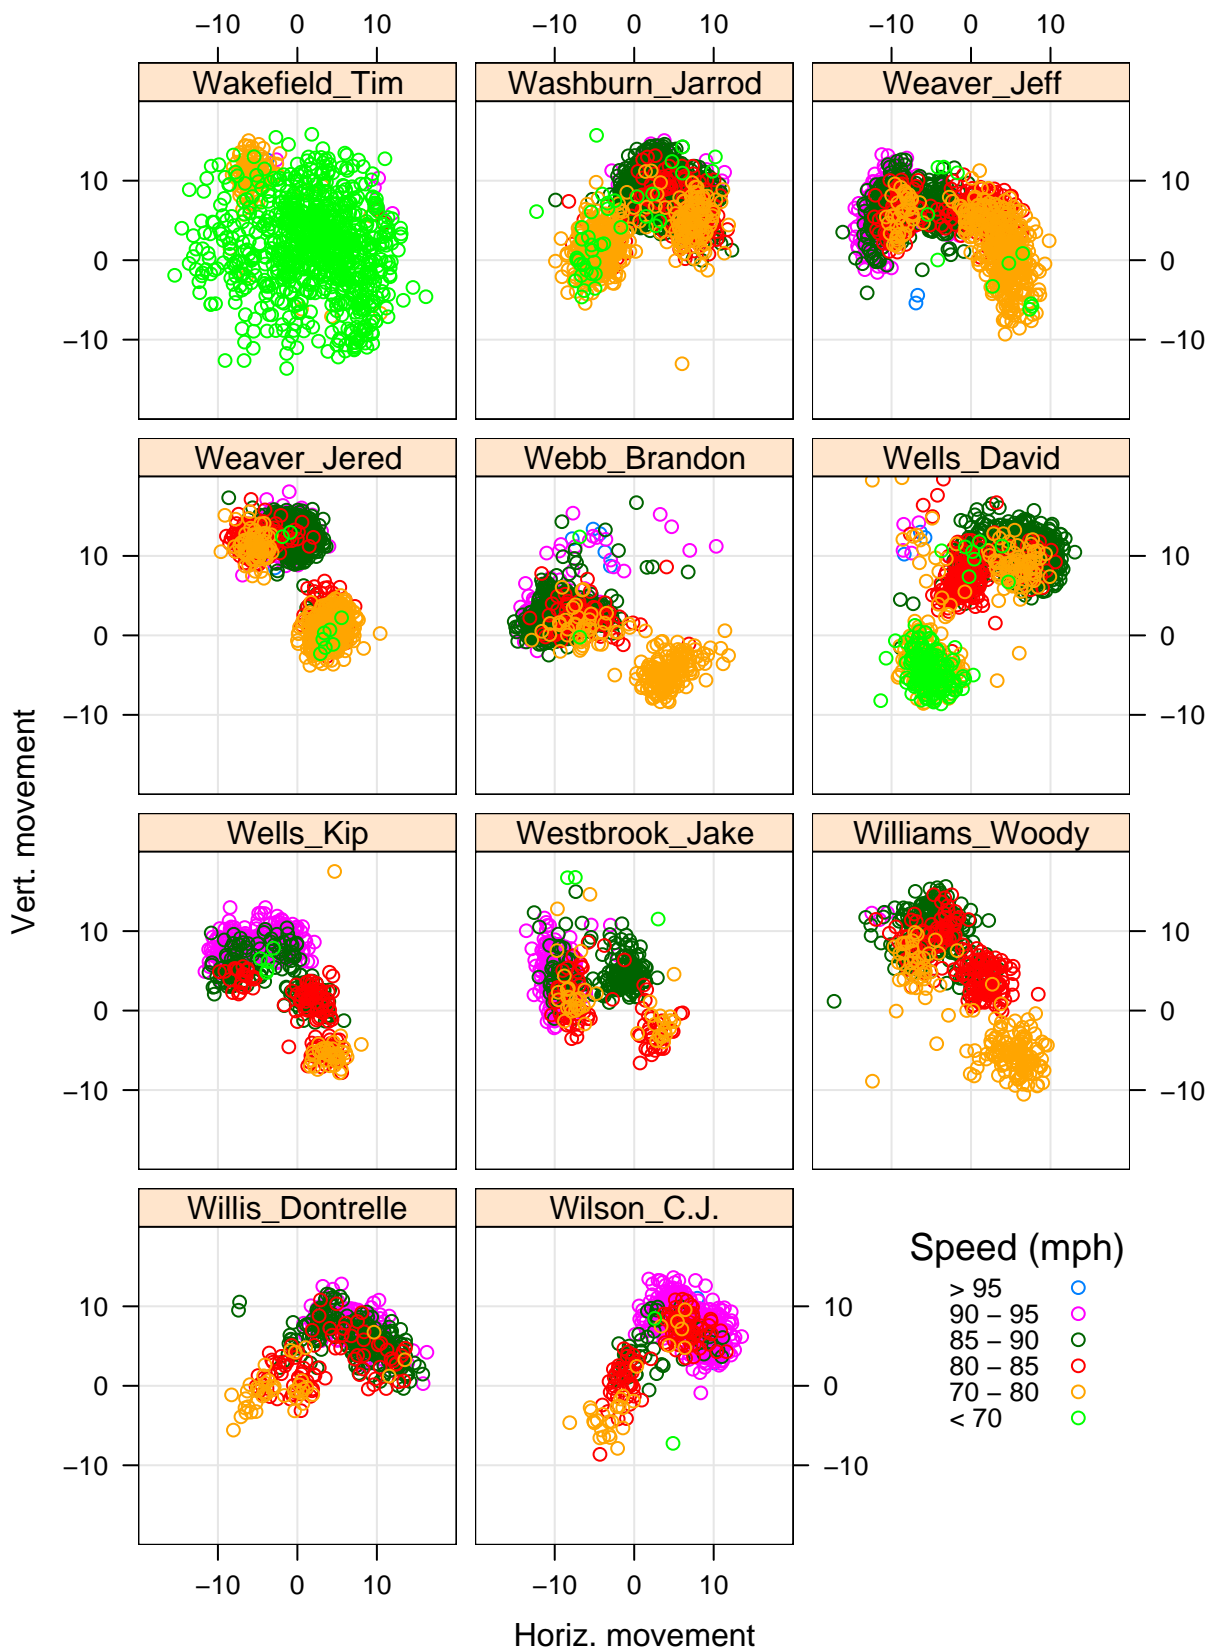 −10 0 10 −10 0 10
Wakefield_Tim Washburn_Jarrod Weaver_Jeff
10 10
0 0
−10 −10
Weaver_Jered Webb_Brandon Wells_David
10 10
0 0
−10 −10
Vert. movement
Wells_Kip Westbrook_Jake Williams_Woody
10 10
0 0
−10 −10
Willis_Dontrelle Wilson_C.J.
10 10
0 0
−10 −10
Speed (mph)
> 95
90 − 95
85 − 90
80 − 85
70 − 80
< 70
−10 0 10 −10 0 10
Horiz. movement